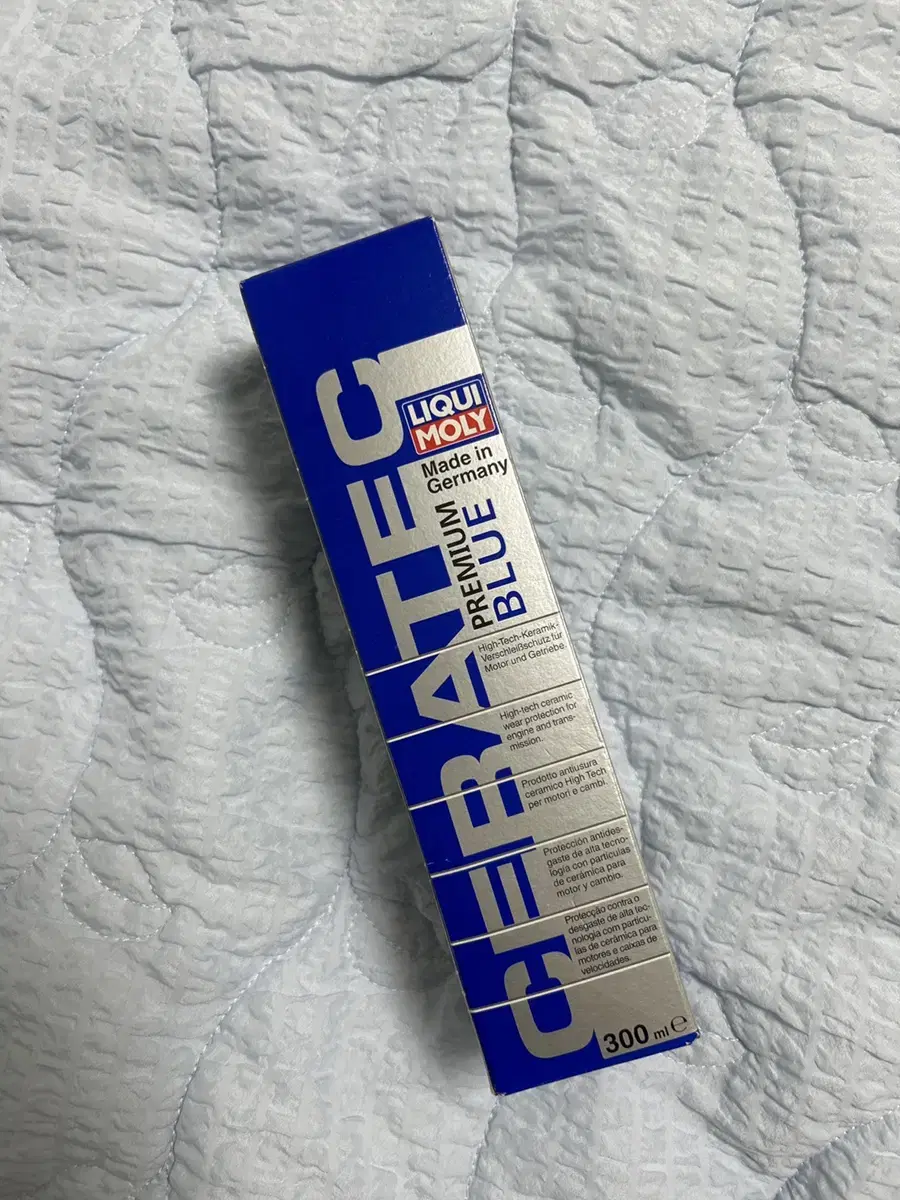 CERATEC
LIQUI
MOLY
Made in
Germany
PREMIUM
BLUE
High-Tech-Keramik-
Verschleißschutz für
Motor und Getriebe.
High-tech ceramic
wear protection for
engine and trans-
mission.
Prodotto antiusura
ceramico High Tech
per motori e cambi.
Protección antides-
gaste de alta tecno-
logia con partículas
de cerámica para
motor y cambio.
Protecção contra o
desgaste de alta tec-
nologia com partícu-
las de cerâmica para
motores e caixas de
velocidades.
300 ml ℮